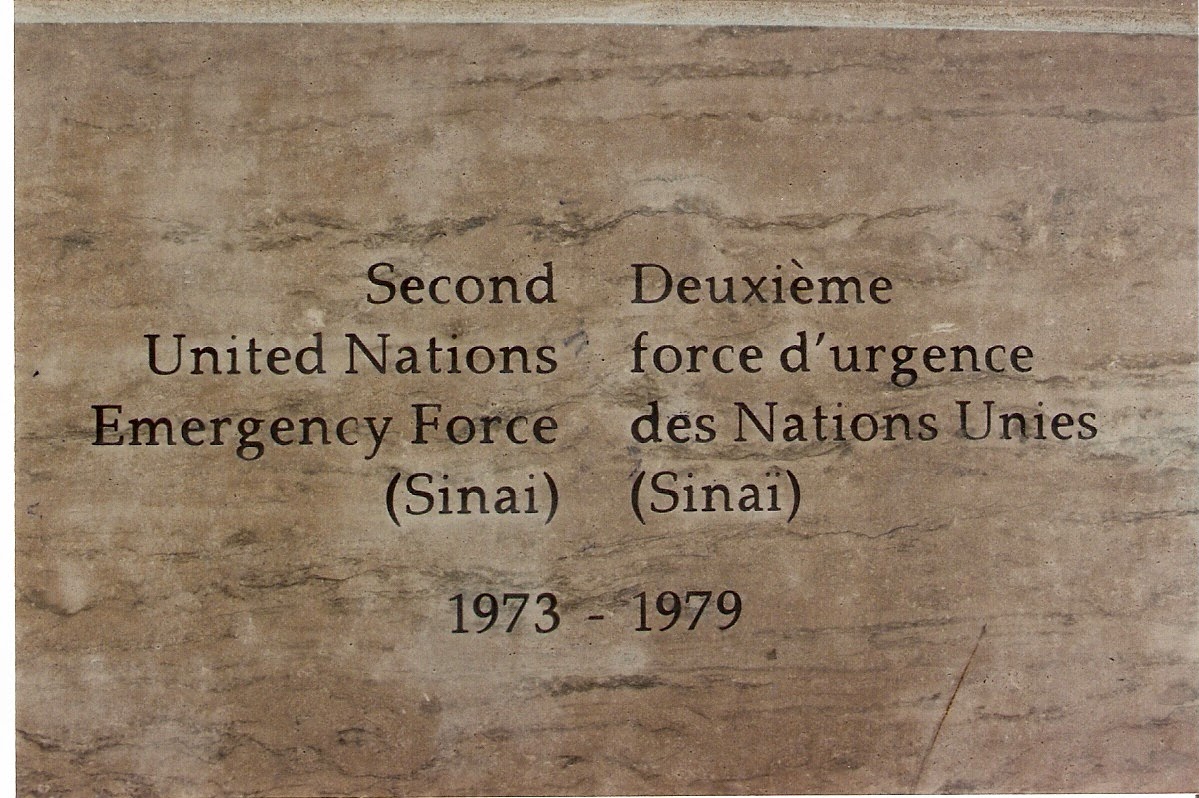 Second
United Nations
Emergency Force
(Sinai)
Deuxième
force d'urgence
des Nations Unies
(Sinaï)
1973 - 1979